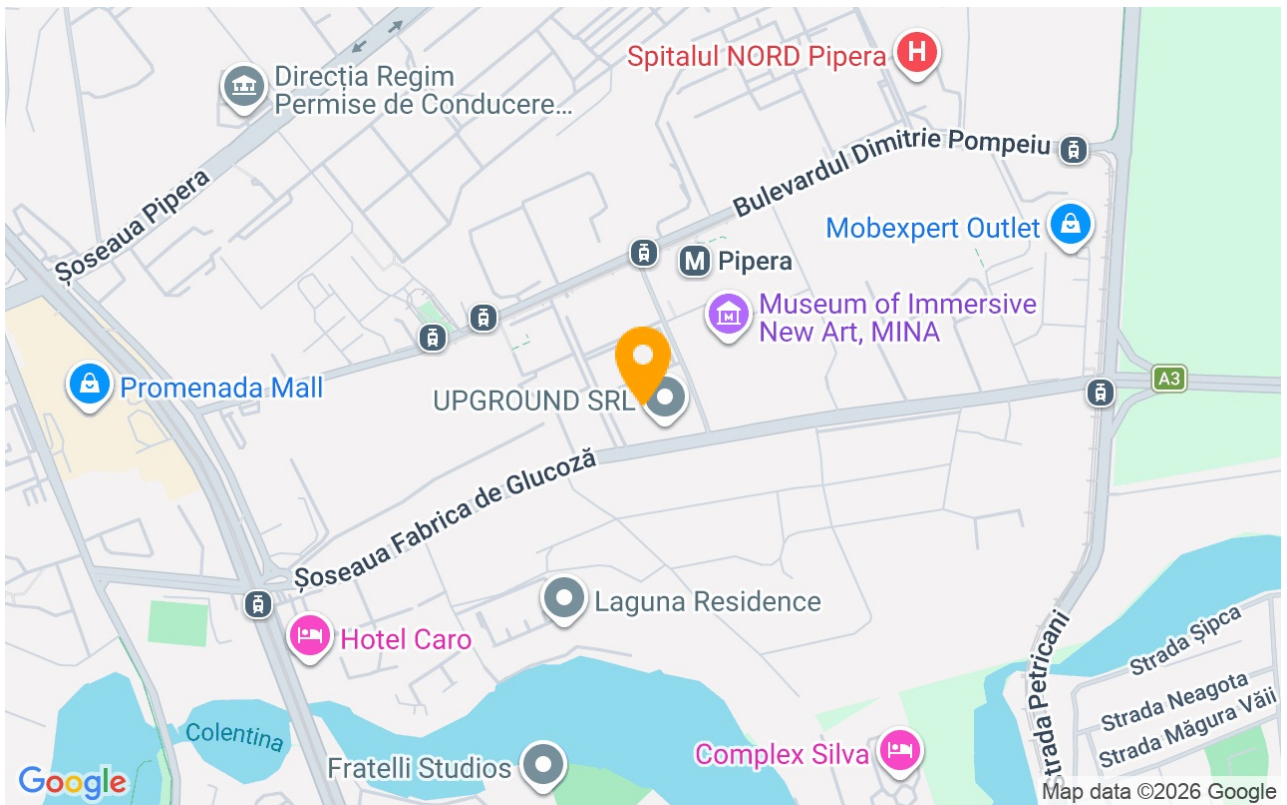 Spitalul NORD Pipera
H
Direcția Regim
Permise de Conducere...
Bulevardul Dimitrie Pompeiu
Șoseaua Pipera
Mobexpert Outlet
M Pipera
Museum of Immersive
New Art, MINA
M
A3
Promenada Mall
UPGROUND SRL
Șoseaua Fabrica de Glucoză
Laguna Residence
Hotel Caro
Strada Șipca
Strada Petricani
Strada Neagota
Strada Măgura Văii
Colentina
Complex Silva
Fratelli Studios
Google
Map data ©2026 Google